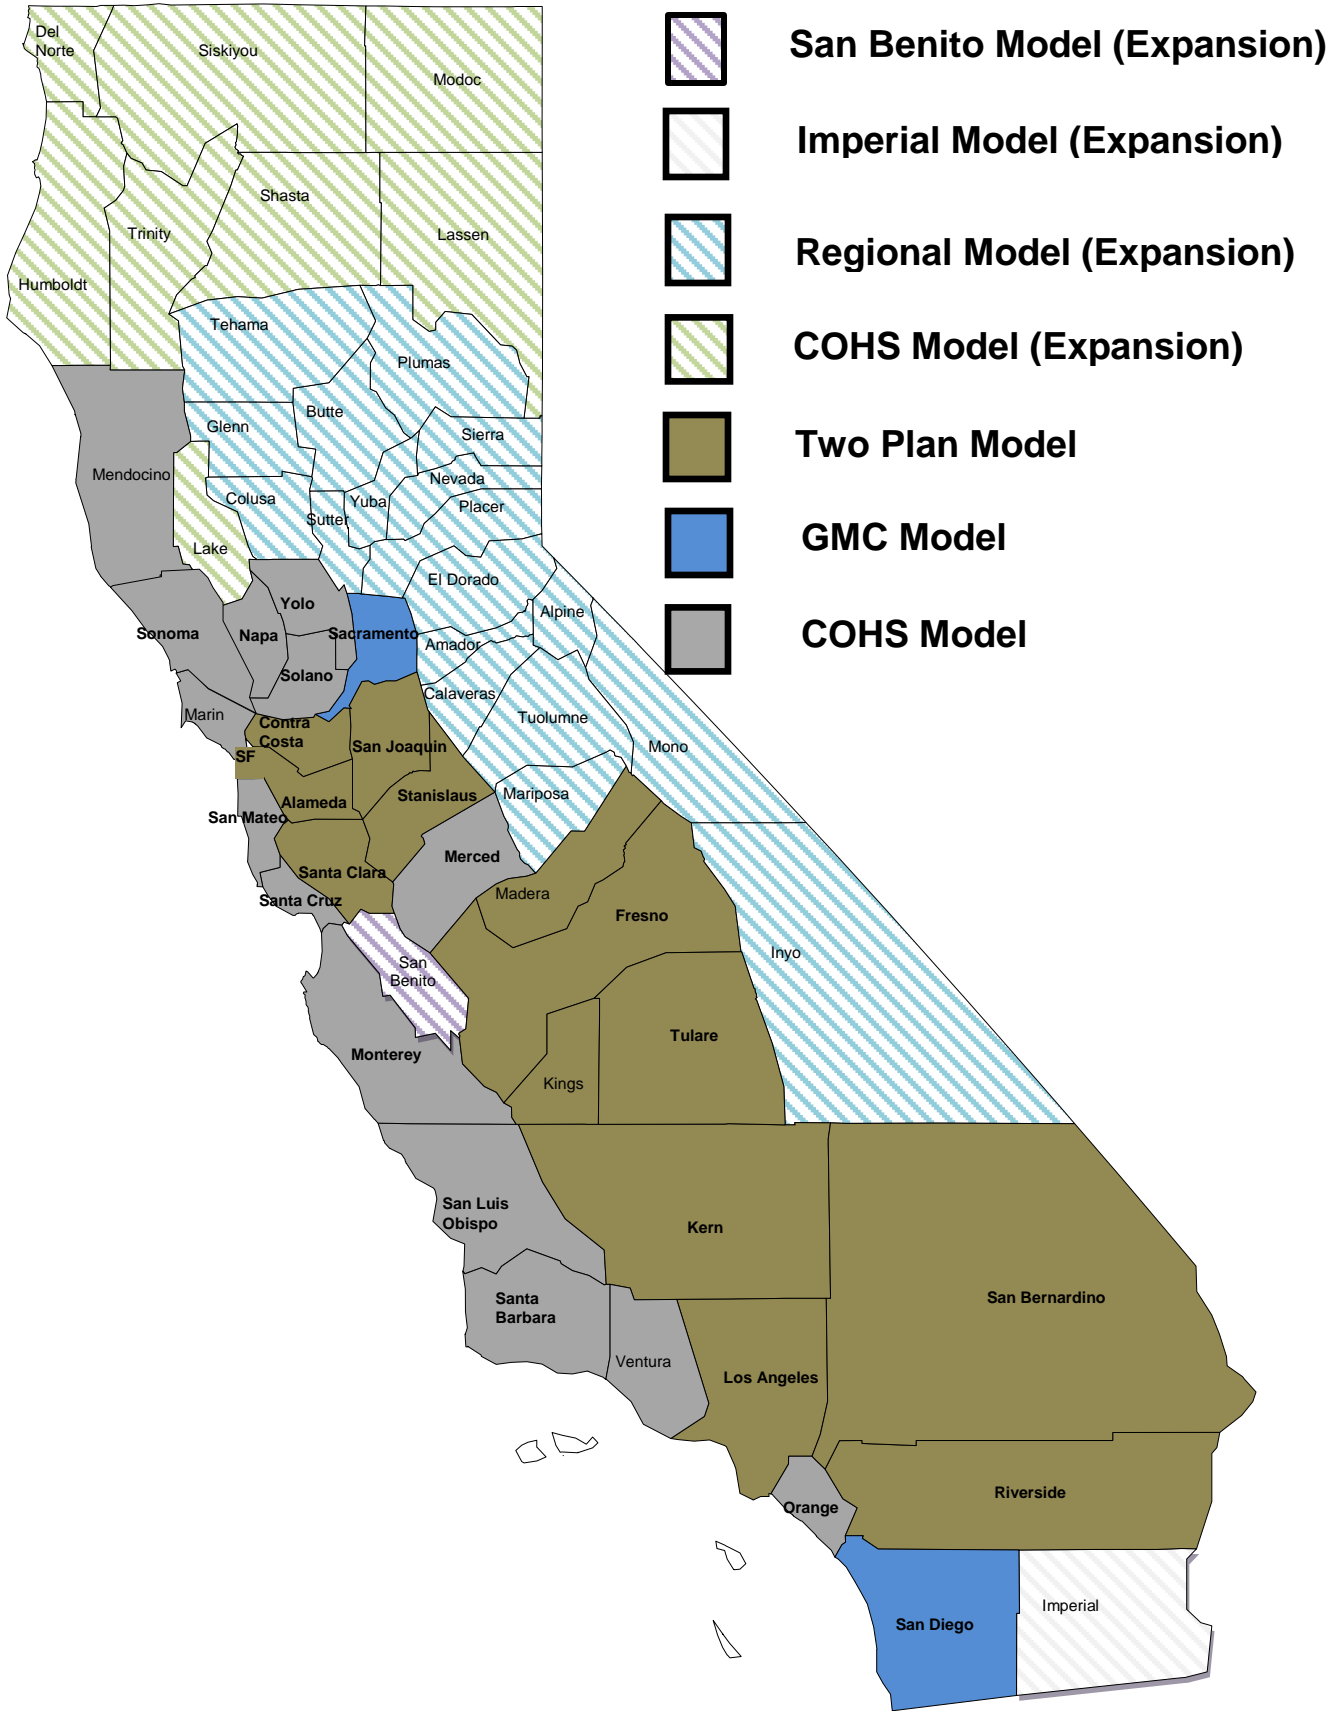 San Benito Model (Expansion)
Imperial Model (Expansion)
Regional Model (Expansion)
COHS Model (Expansion)
Two Plan Model
GMC Model
COHS Model
Del
Norte
Siskiyou
Modoc
Shasta
Trinity
Lassen
Humboldt
Tehama
Plumas
Butte
Glenn
Sierra
Mendocino
Nevada
Colusa
Yuba
Placer
Sutter
Lake
El Dorado
Yolo
Alpine
Sonoma
Napa
Sacramento
Amador
Solano
Calaveras
Marin
Tuolumne
Contra
Costa
San Joaquin
Mono
SF
Mariposa
Stanislaus
Alameda
San Mateo
Merced
Santa Clara
Madera
Santa Cruz
Fresno
Inyo
San
Benito
Tulare
Monterey
Kings
San Luis
Obispo
Kern
Santa
Barbara
San Bernardino
Ventura
Los Angeles
Riverside
Orange
Imperial
San Diego